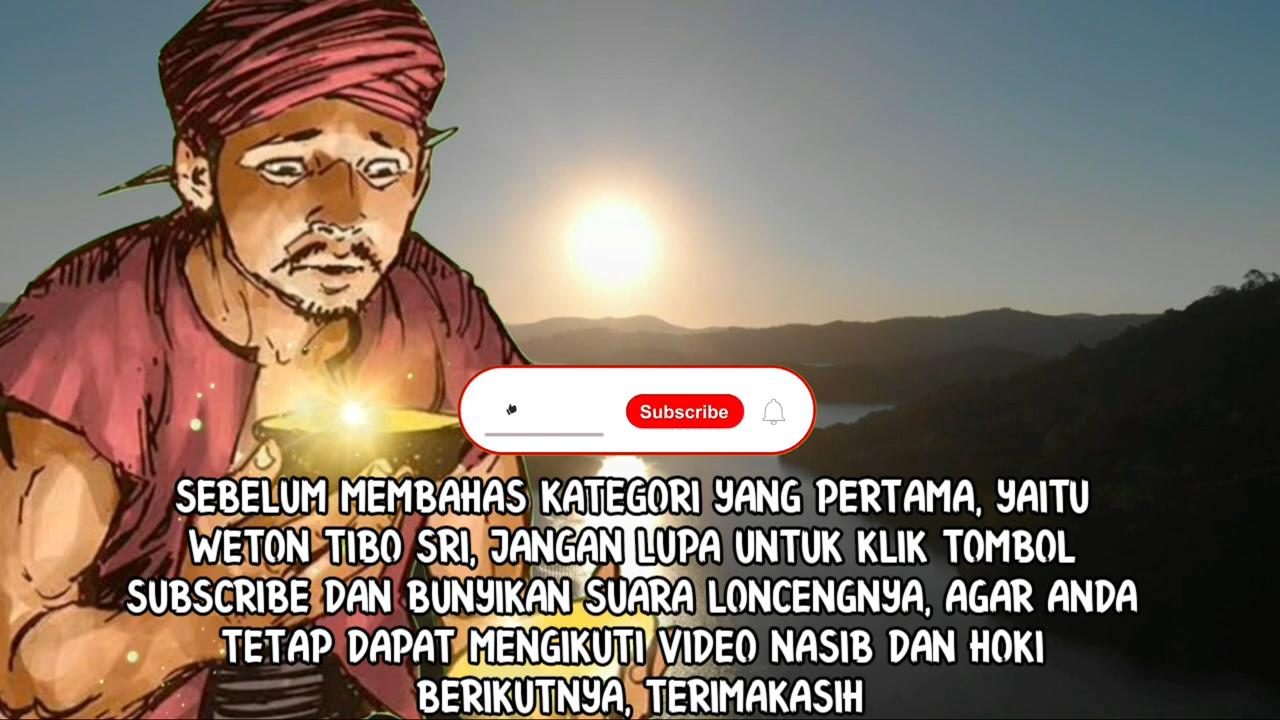 Subscribe
SEBELUM MEMBAHAS KATEGORI YANG PERTAMA, YAITU
WETON TIBO SRI, JANGAN LUPA UNTUK KLIK TOMBOL
SUBSCRIBE DAN BUNYIKAN SUARA LONCENGNYA, AGAR ANDA
TETAP DAPAT MENGIKUTI VIDEO NASIB DAN HOKI
BERIKUTNYA, TERIMAKASIH